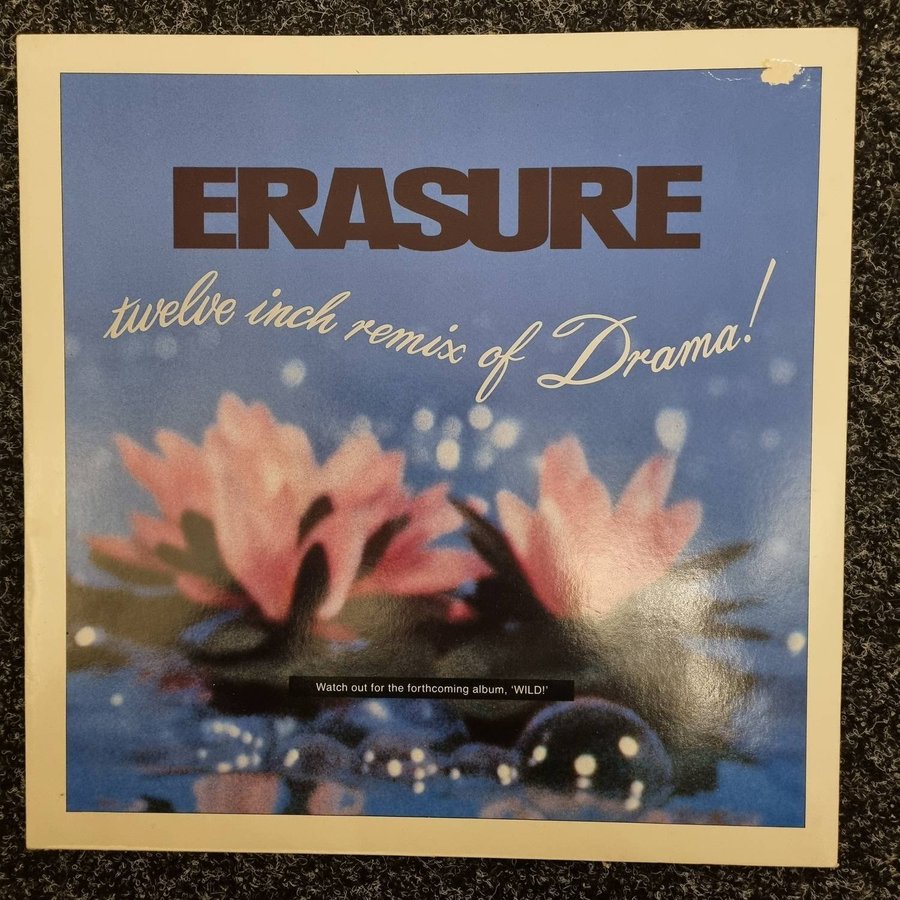 ERASURE
twelve inch remix of Drama!
Watch out for the forthcoming album, 'WILD!'